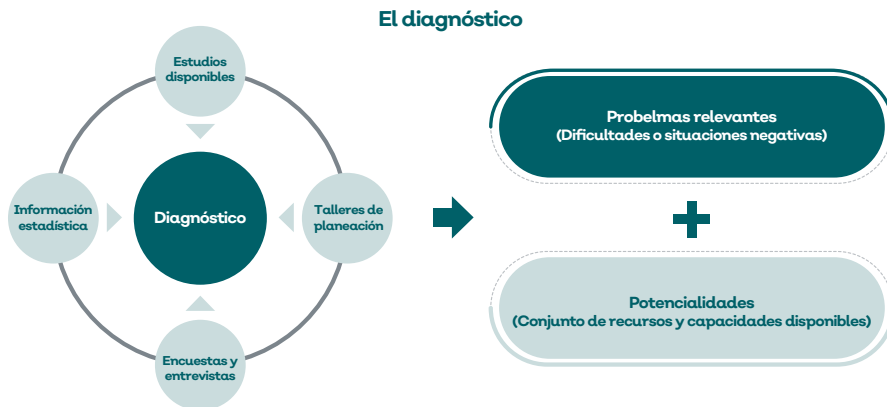 El diagnóstico
Estudios
disponibles
Información
estadística
Diagnóstico
Talleres de
planeación
Encuestas y
entrevistas
Probelmas relevantes
(Dificultades o situaciones negativas)
Potencialidades
(Conjunto de recursos y capacidades disponibles)